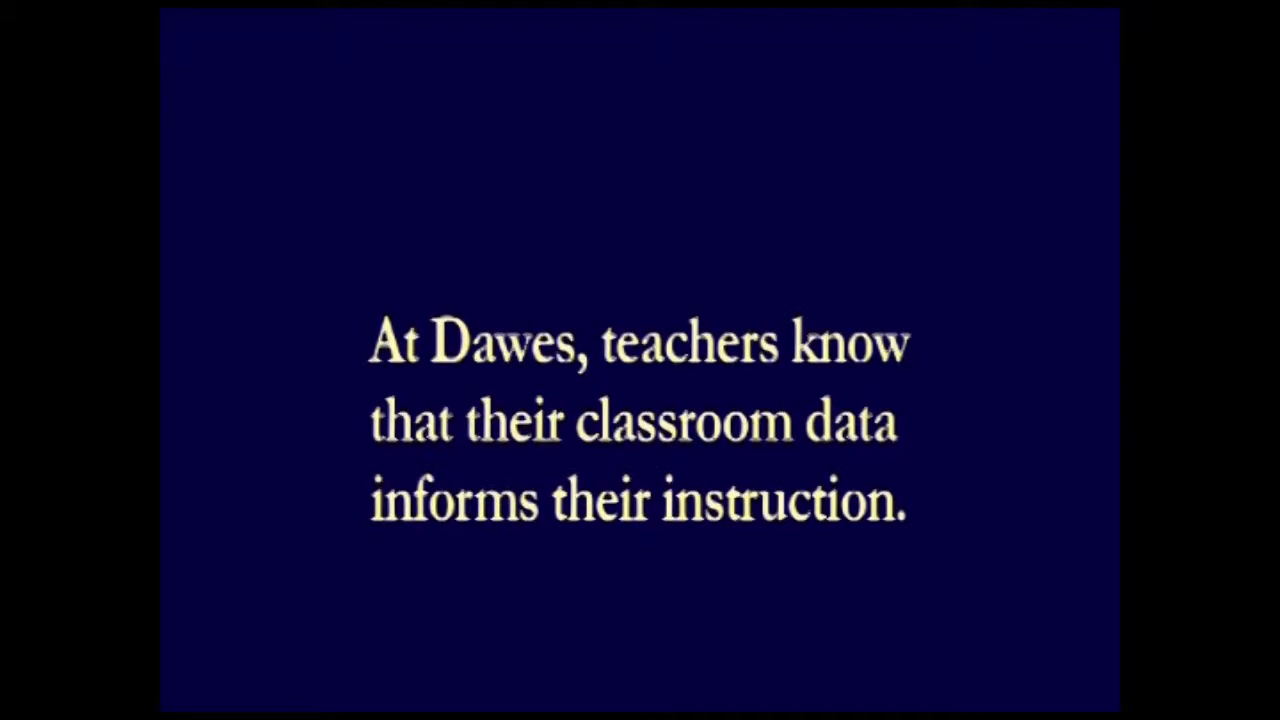 At Dawes, teachers know
that their classroom data
informs their instruction.